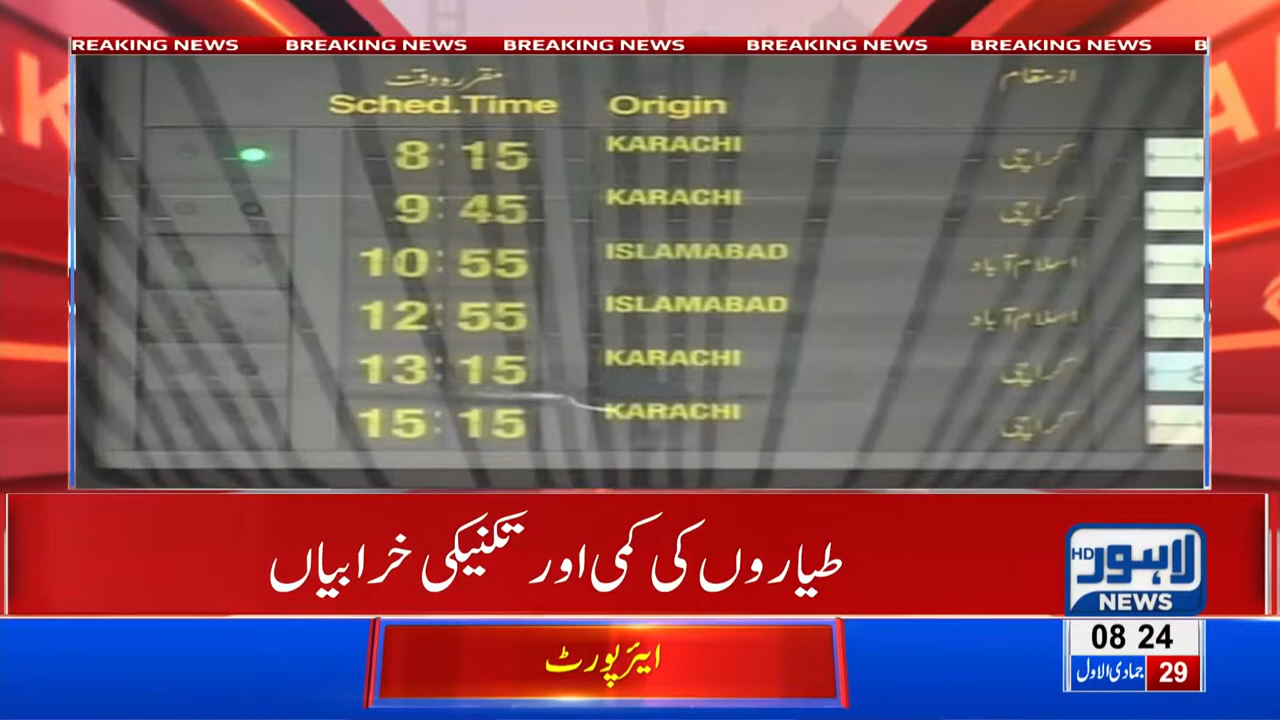 BREAKING NEWS BREAKING NEWS BREAKING NEWS BREAKING NEWS BREAKING NEWS
مقررہ وقت از مقام
Sched.Time Origin
8:15 KARACHI کراچی
9:45 KARACHI کراچی
10:55 ISLAMABAD اسلام آباد
12:55 ISLAMABAD اسلام آباد
13:15 KARACHI کراچی
15:15 KARACHI کراچی
طیاروں کی کمی اور تکنیکی خرابیاں
لاہور HD
NEWS
ایئرپورٹ
08 24
29 جمادی الاول